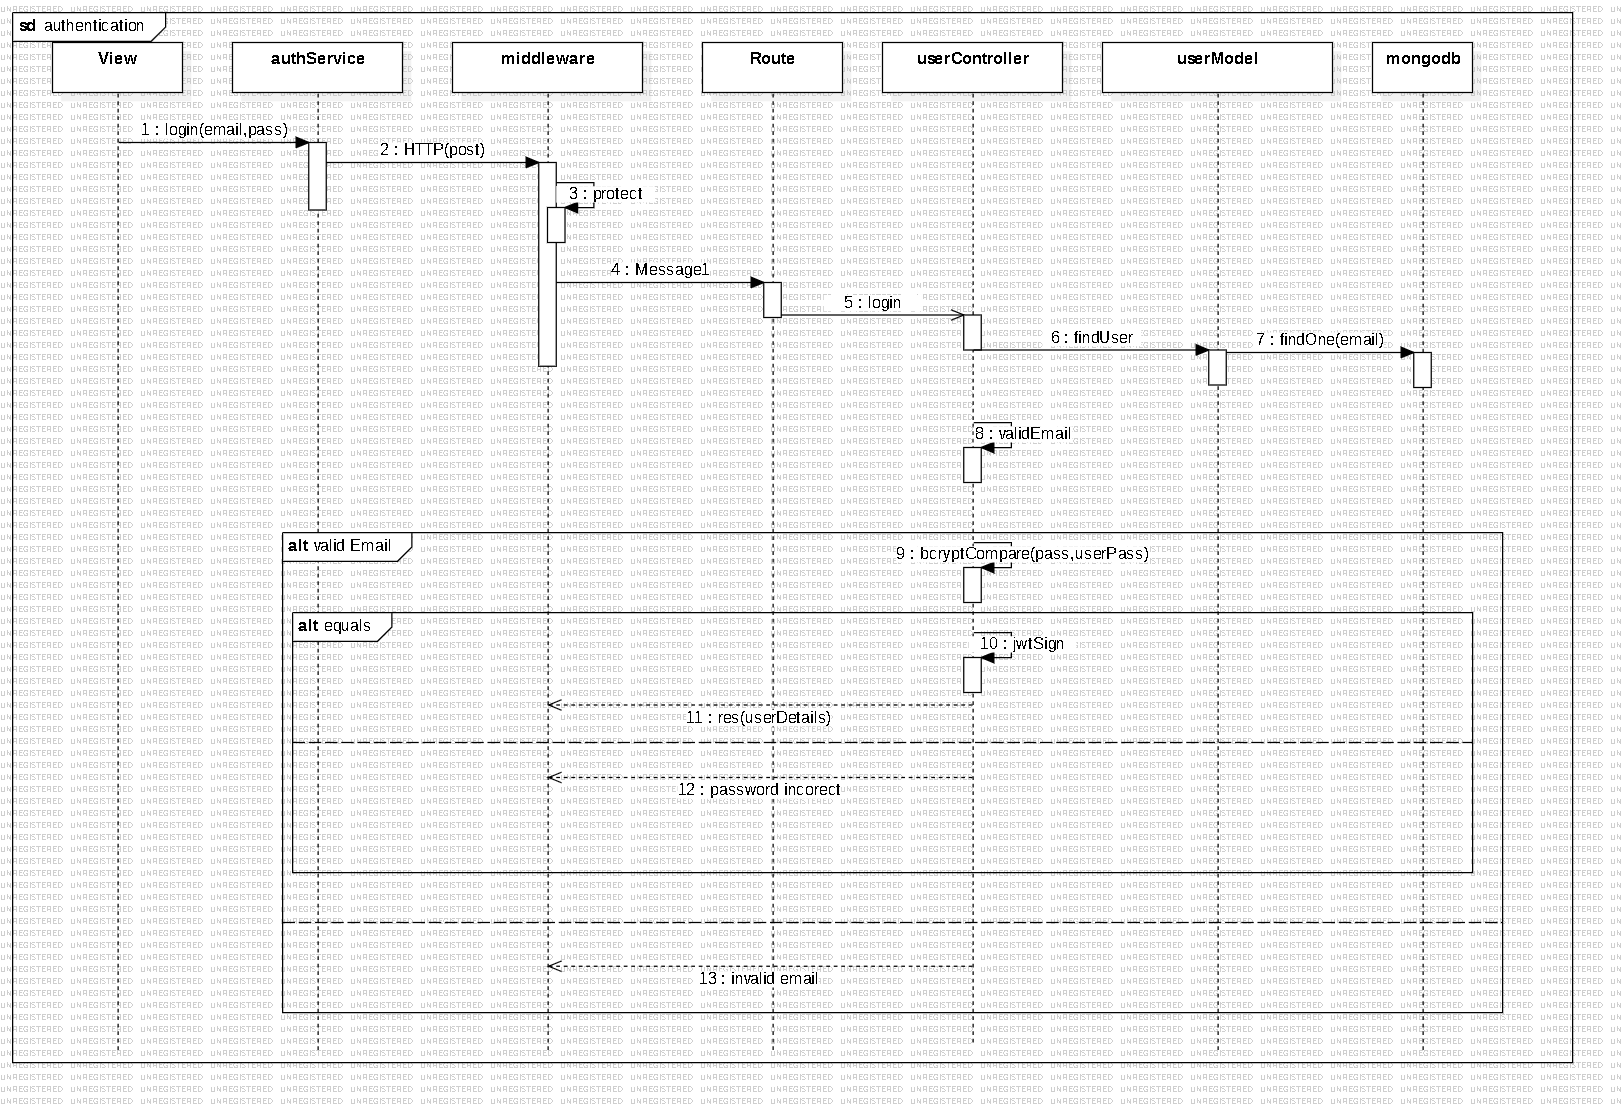 sd authentication
View
authService
middleware
Route
userController
userModel
mongodb
1 : login(email,pass)
2 : HTTP(post)
3 : protect
4 : Message1
5 : login
6 : findUser
7 : findOne(email)
8 : validEmail
alt valid Email
9 : bcryptCompare(pass,userPass)
alt equals
10 : jwtSign
11 : res(userDetails)
12 : password incorect
13 : invalid email
UNREGISTERED